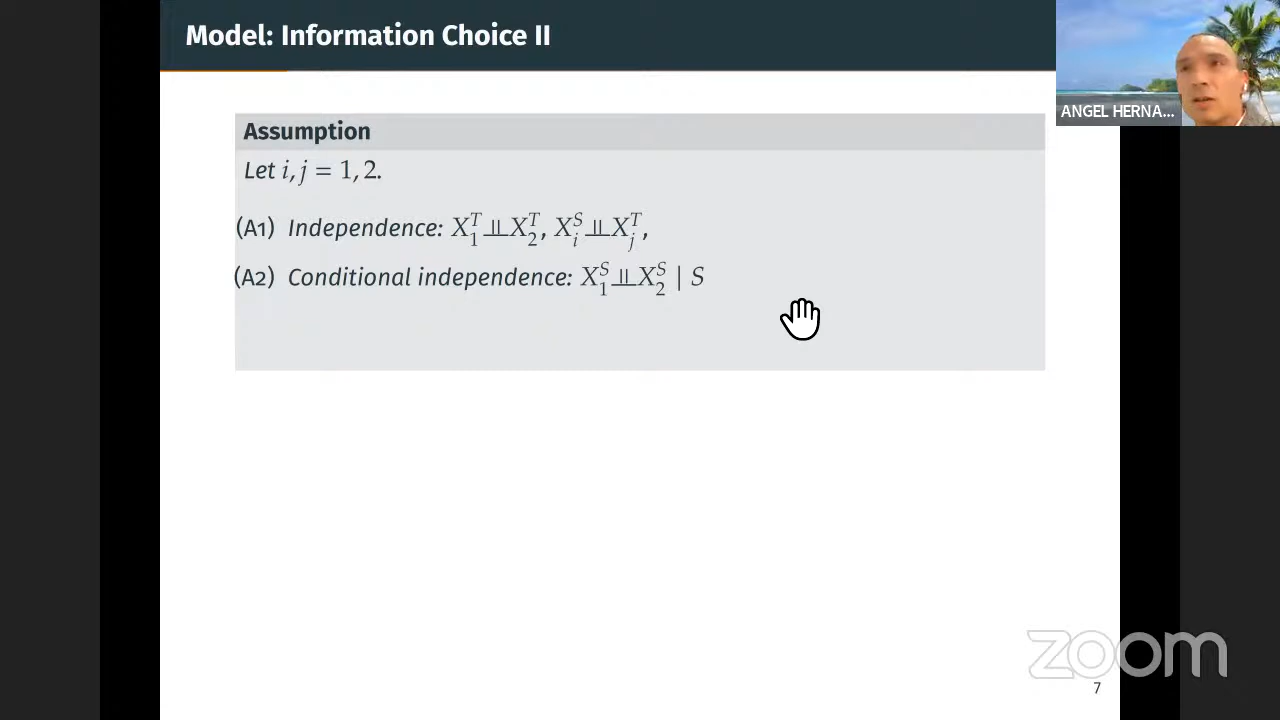 Model: Information Choice II
ANGEL HERNA...
Assumption
Let i, j = 1, 2.
(A1) Independence: X₁ᵀ⫫X₂ᵀ, Xᵢˢ⫫Xⱼᵀ,
(A2) Conditional independence: X₁ˢ⫫X₂ˢ | S
zoom
7